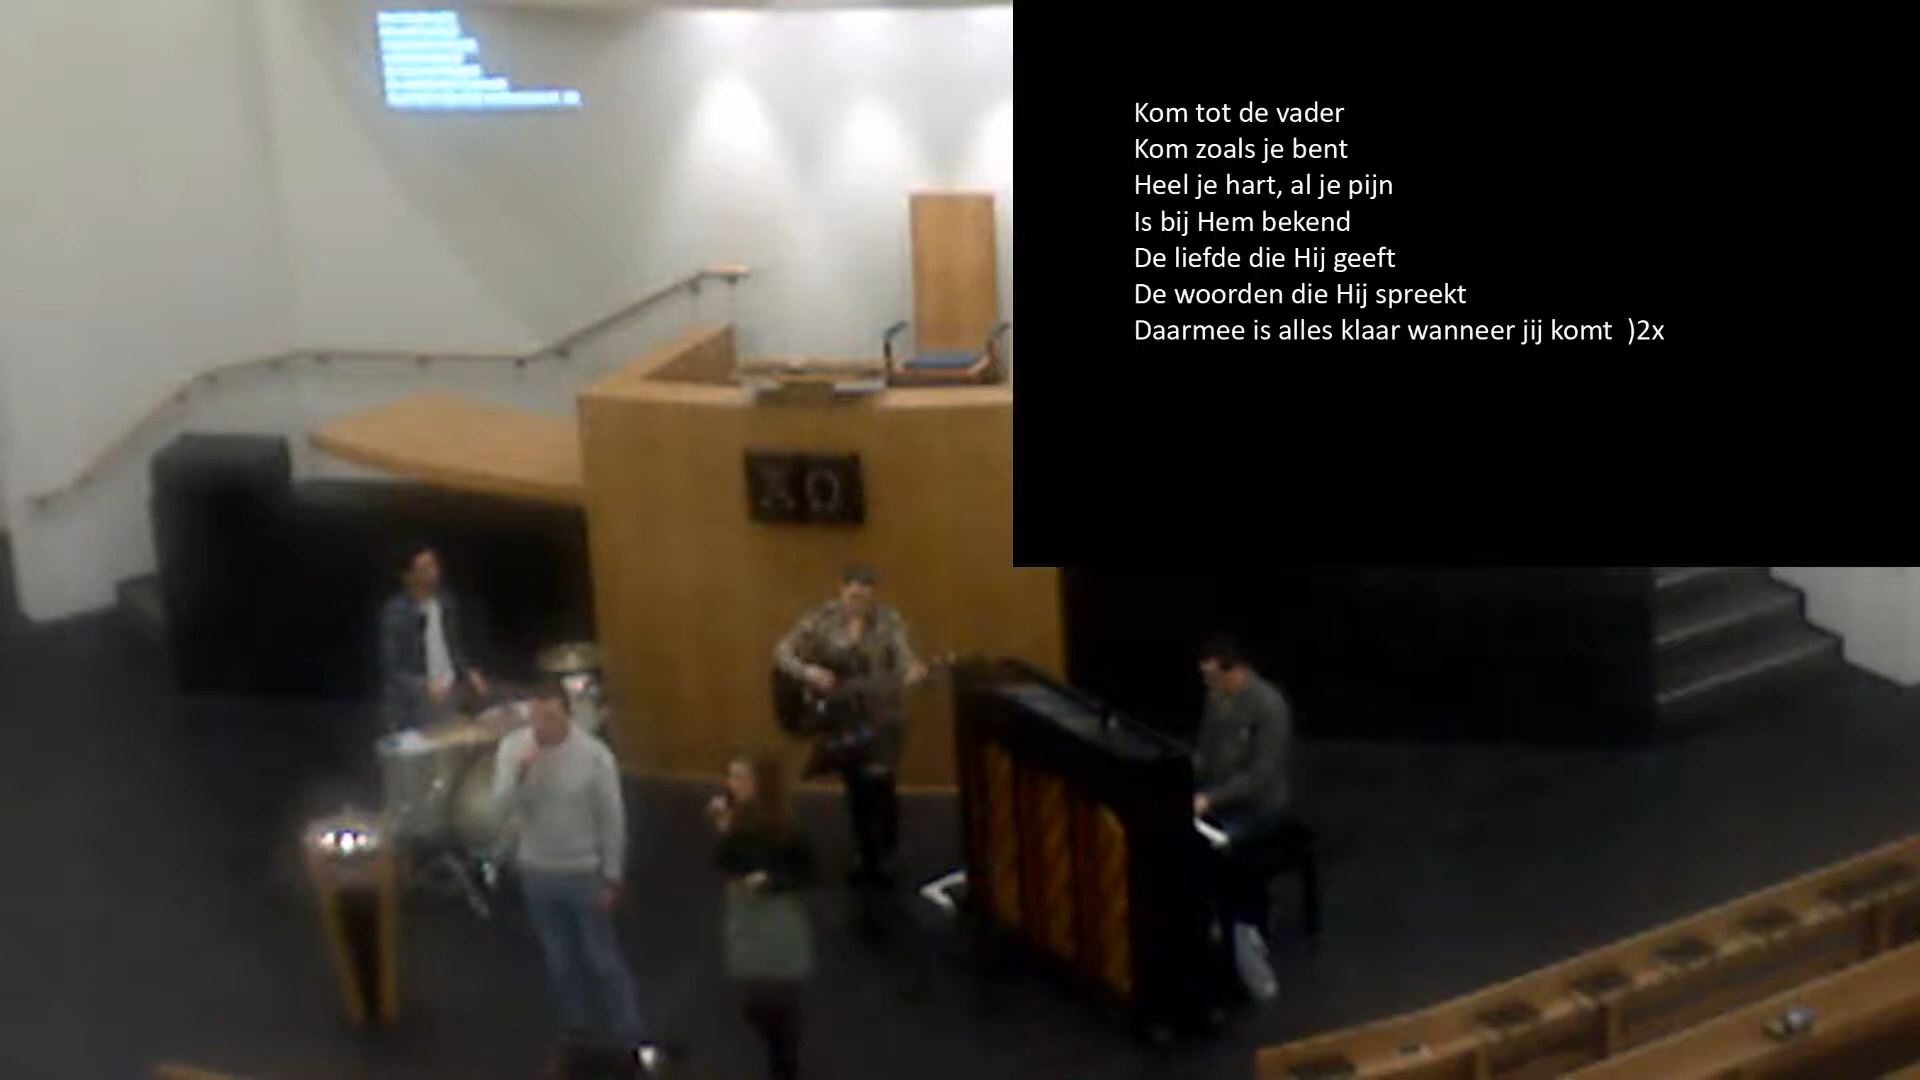 Kom tot de vader
Kom zoals je bent
Heel je hart, al je pijn
Is bij Hem bekend
De liefde die Hij geeft
De woorden die Hij spreekt
Daarmee is alles klaar wanneer jij komt )2x
Ω